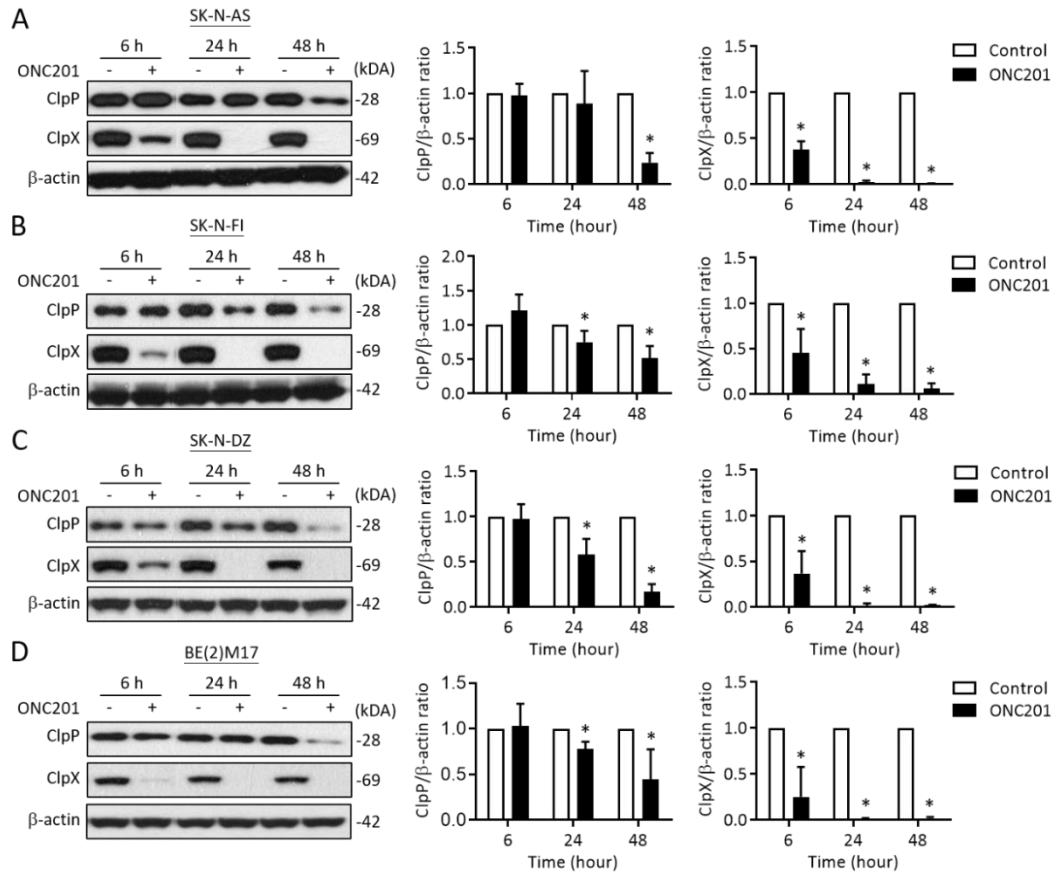 A
SK-N-AS
6 h 24 h 48 h
ONC201 - + - + - + (kDA)
ClpP -28
ClpX -69
β-actin -42
ClpP/β-actin ratio
1.5
1.0
0.5
0.0
6 24 48
Time (hour)
ClpX/β-actin ratio
1.5
1.0
0.5
0.0
6 24 48
Time (hour)
* * * *
Control
ONC201
B
SK-N-FI
6 h 24 h 48 h
ONC201 - + - + - + (kDA)
ClpP -28
ClpX -69
β-actin -42
ClpP/β-actin ratio
2.0
1.5
1.0
0.5
0.0
6 24 48
Time (hour)
ClpX/β-actin ratio
1.5
1.0
0.5
0.0
6 24 48
Time (hour)
* * * * *
Control
ONC201
C
SK-N-DZ
6 h 24 h 48 h
ONC201 - + - + - + (kDA)
ClpP -28
ClpX -69
β-actin -42
ClpP/β-actin ratio
1.5
1.0
0.5
0.0
6 24 48
Time (hour)
ClpX/β-actin ratio
1.5
1.0
0.5
0.0
6 24 48
Time (hour)
* * * * *
Control
ONC201
D
BE(2)M17
6 h 24 h 48 h
ONC201 - + - + - + (kDA)
ClpP -28
ClpX -69
β-actin -42
ClpP/β-actin ratio
1.5
1.0
0.5
0.0
6 24 48
Time (hour)
ClpX/β-actin ratio
1.5
1.0
0.5
0.0
6 24 48
Time (hour)
* * * * *
Control
ONC201